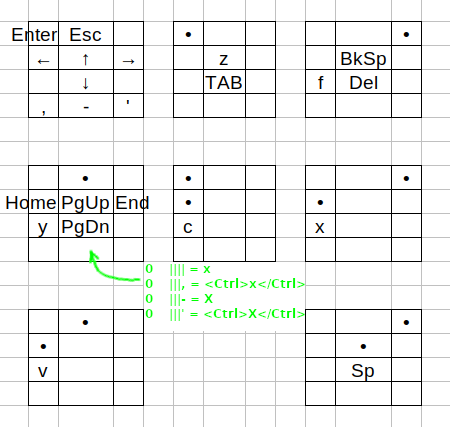 Enter Esc • •
← ↑ → z BkSp
↓ TAB f Del
, - '
• • •
Home PgUp End • •
y PgDn c x
0 |||| = x
0 |||, = <Ctrl>x</Ctrl>
0 |||- = X
0 |||' = <Ctrl>X</Ctrl>
• •
• •
v Sp